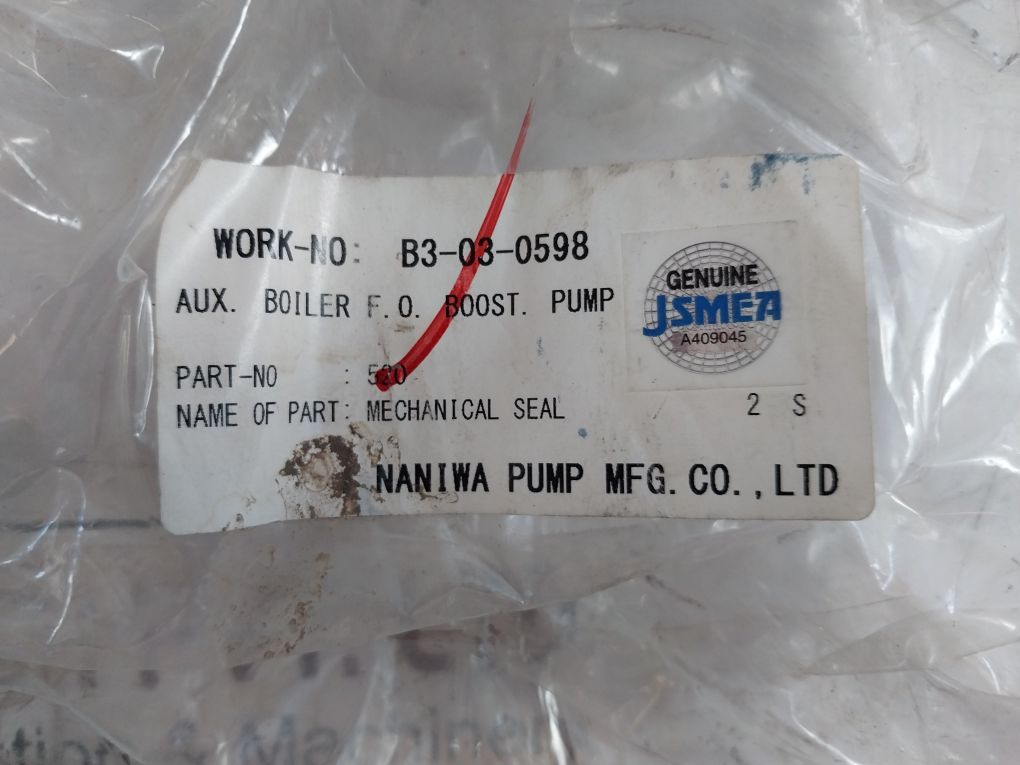 WORK-NO: B3-03-0598
AUX. BOILER F.O. BOOST. PUMP
GENUINE
JSMEA
A409045
PART-NO : 520
NAME OF PART: MECHANICAL SEAL 2 S
NANIWA PUMP MFG. CO., LTD